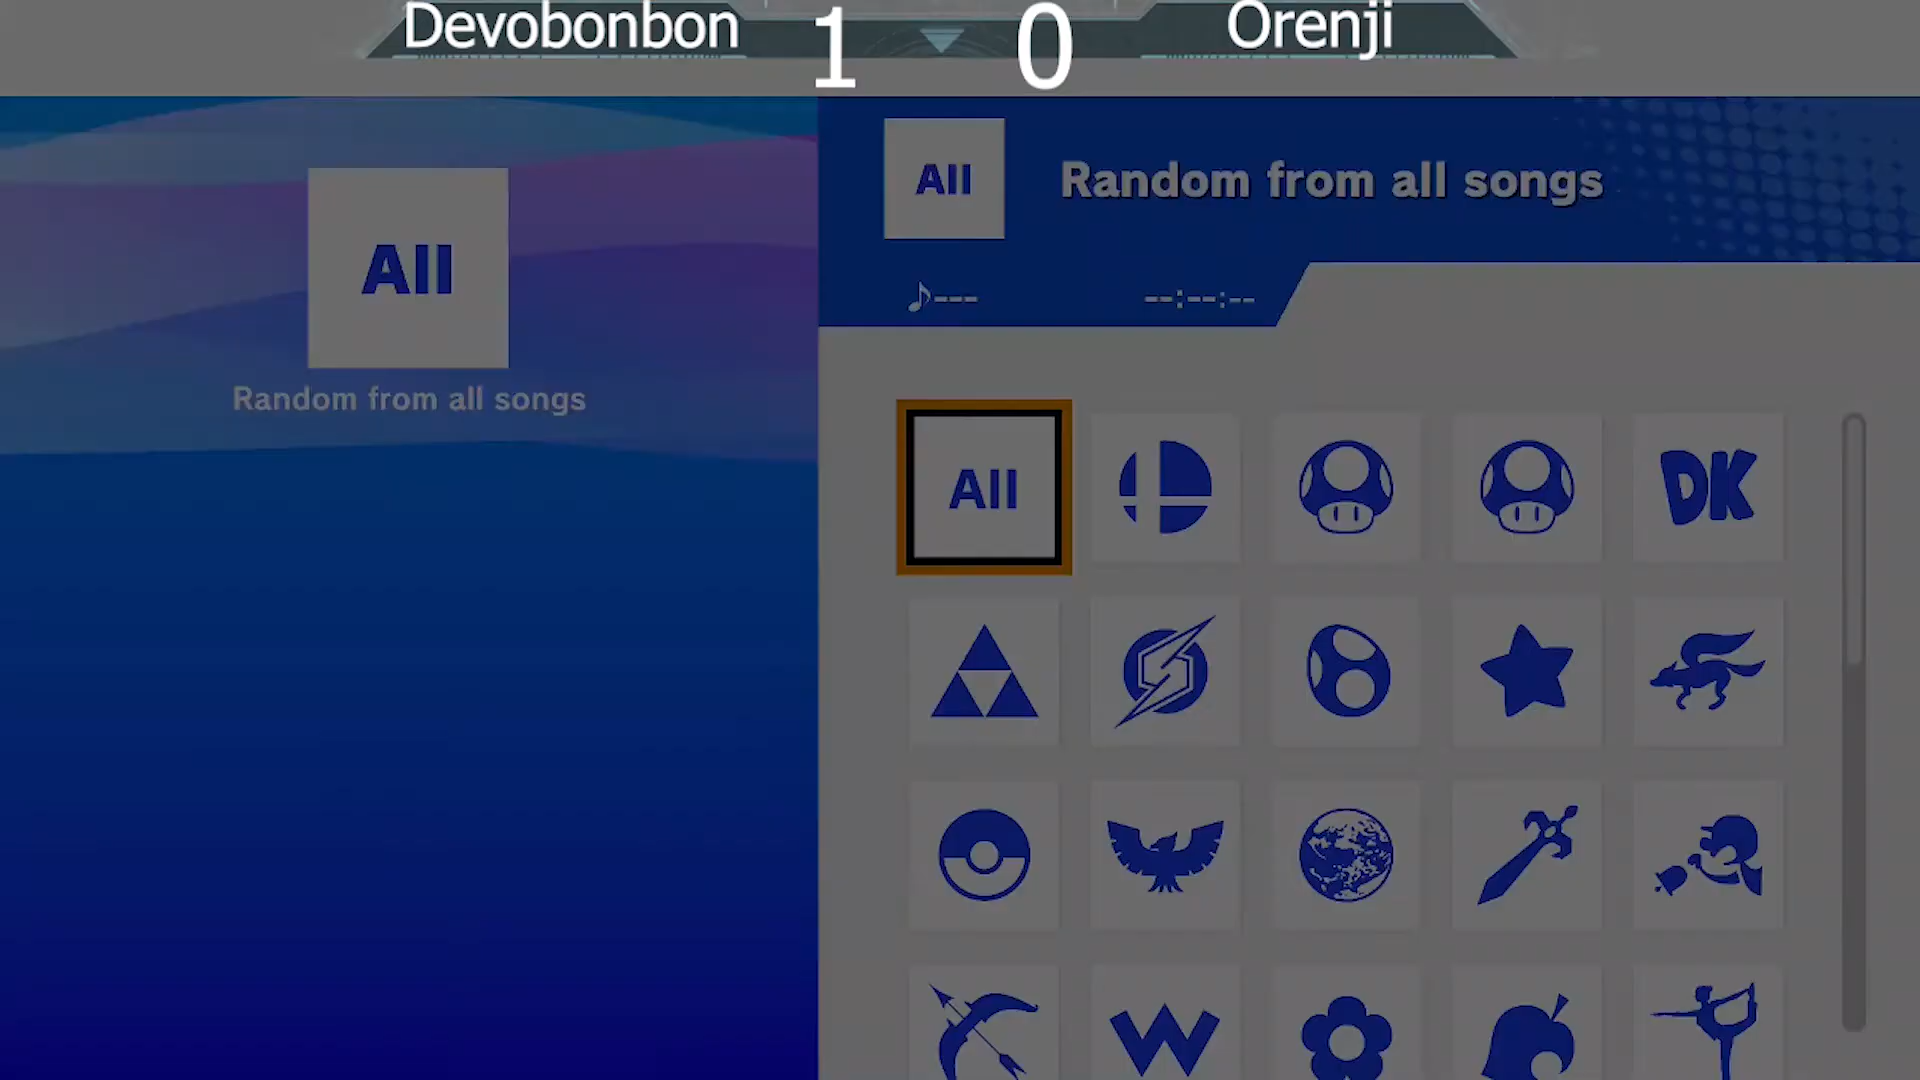 Devobonbon 1 0 Orenji
All
Random from all songs
All
Random from all songs
♪---
--:--:--
All
DK